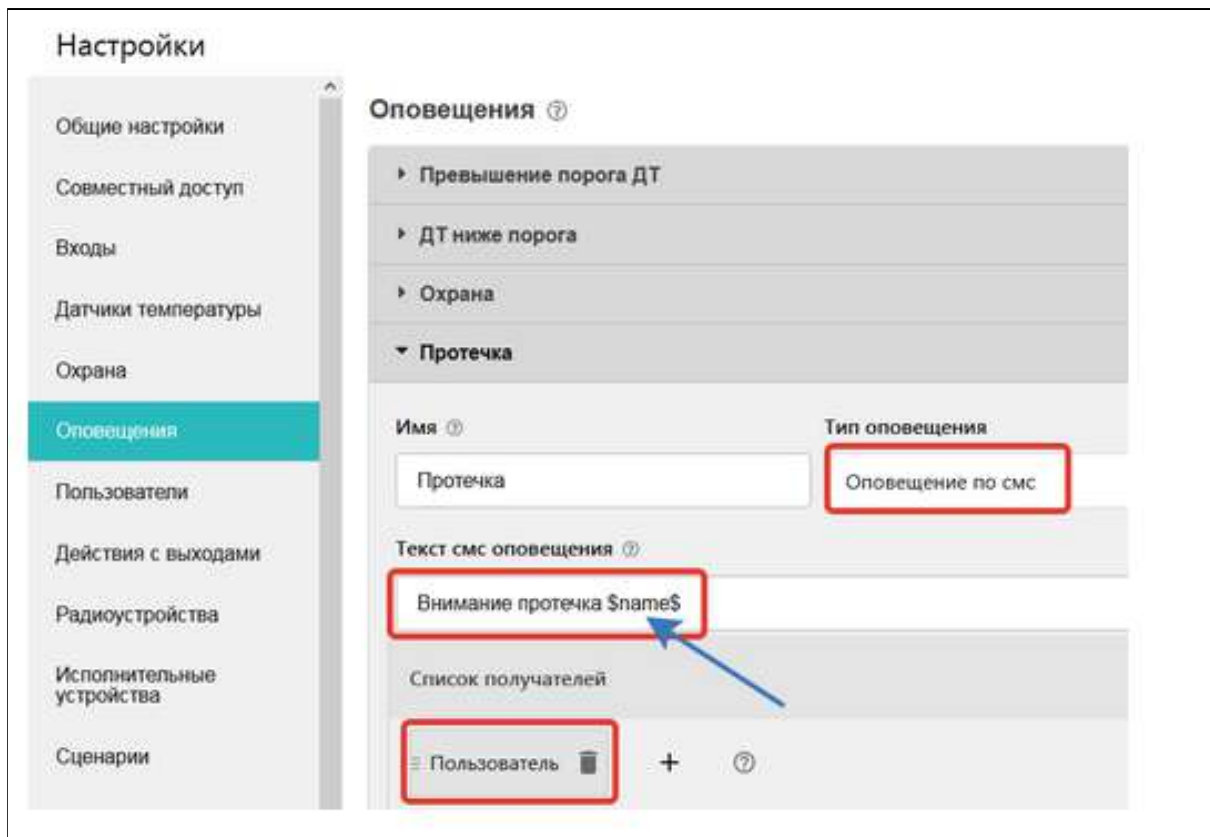 Настройки
Общие настройки
Совместный доступ
Входы
Датчики температуры
Охрана
Оповещения
Пользователи
Действия с выходами
Радиоустройства
Исполнительные
устройства
Сценарии
Оповещения ?
Превышение порога ДТ
ДТ ниже порога
Охрана
Протечка
Имя ?
Тип оповещения
Протечка
Оповещение по смс
Текст смс оповещения ?
Внимание протечка $name$
Список получателей
Пользователь + ?